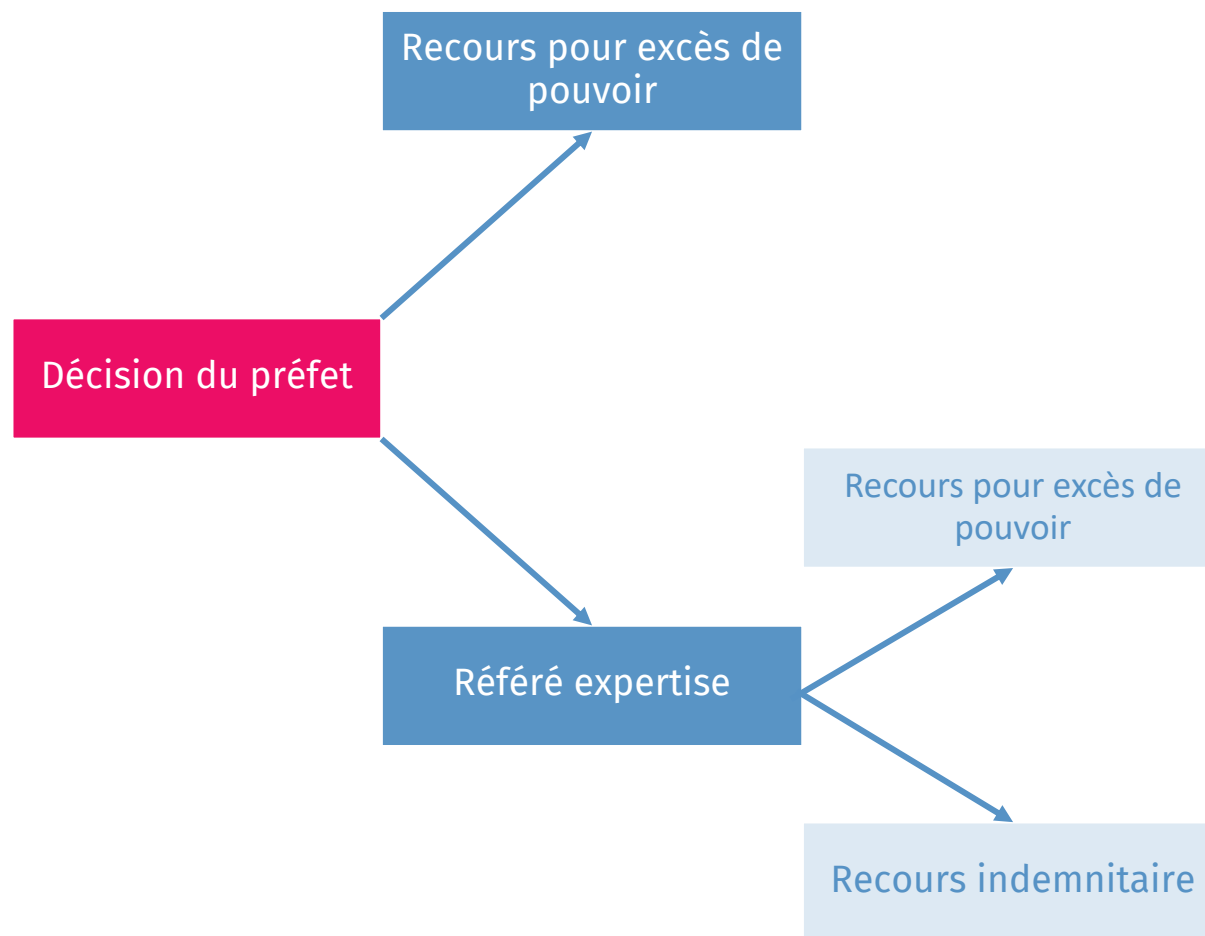 Recours pour excès de
pouvoir
Décision du préfet
Recours pour excès de
pouvoir
Référé expertise
Recours indemnitaire